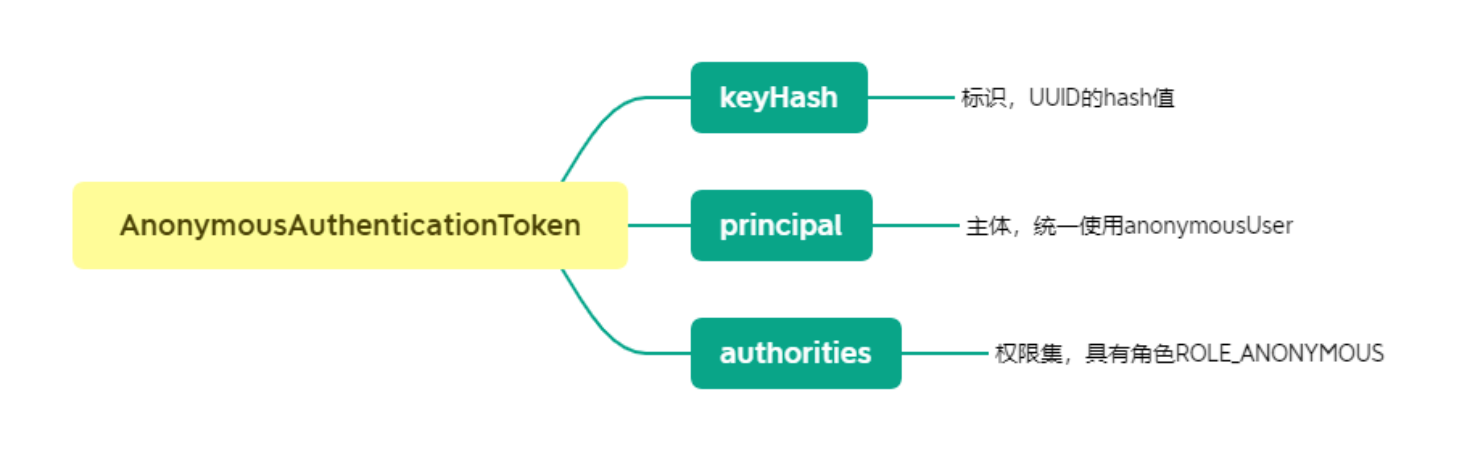 keyHash
标识，UUID的hash值
AnonymousAuthenticationToken
principal
主体，统一使用anonymousUser
authorities
权限集，具有角色ROLE_ANONYMOUS